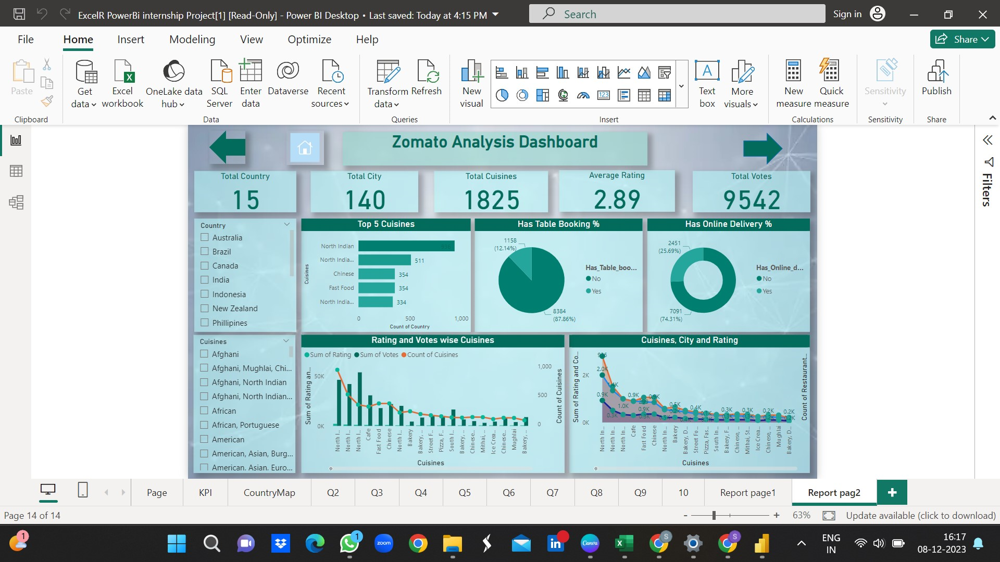 ExcelR PowerBi internship Project[1] [Read-Only] - Power BI Desktop • Last saved: Today at 4:15 PM
Search
Sign in
File
Home
Insert
Modeling
View
Optimize
Help
Share
Paste
Get data
Excel workbook
OneLake data hub
SQL Server
Enter data
Dataverse
Recent sources
Transform data
Refresh
New visual
Text box
More visuals
New measure
Quick measure
Sensitivity
Publish
Clipboard
Data
Queries
Insert
Calculations
Sensitivity
Share
Zomato Analysis Dashboard
Total Country
15
Total City
140
Total Cuisines
1825
Average Rating
2.89
Total Votes
9542
Filters
Country
Australia
Brazil
Canada
India
Indonesia
New Zealand
Phillipines
Top 5 Cuisines
Cuisines
North Indian
936
North India...
511
Chinese
354
Fast Food
354
North India...
334
0
500
1,000
Count of Country
Has Table Booking %
1158
(12.14%)
8384
(87.86%)
Has_Table_boo...
No
Yes
Has Online Delivery %
2451
(25.69%)
7091
(74.31%)
Has_Online_d...
No
Yes
Cuisines
Afghani
Afghani, Mughlai, Chi...
Afghani, North Indian
Afghani, North Indian...
African
African, Portuguese
American
American, Asian, Burg...
American, Asian, Euro...
Rating and Votes wise Cuisines
Sum of Rating
Sum of Votes
Count of Cuisines
Sum of Rating an...
50K
0K
1,000
500
0
Count of Cuisines
North I...
North I...
North I...
Cafe
Fast Food
Chinese
North I...
Bakery
Bakery, ...
Street F...
Pizza, F...
South I...
Bakery, ...
Chinese...
Mithai, ...
Ice Crea...
Chinese...
Mughlai
Bakery, ...
Cuisines
Cuisines, City and Rating
Sum of Rating and Co...
2K
0K
936
2.0K
0.9K
1.4K
0.3K
1.0K
0.9K
0.9K
0.9K
0.4K
0.3K
0.3K
0.2K
0.2K
Count of Restaurant...
North In...
North In...
North In...
Cafe
Fast Food
Chinese
North In...
Bakery
Bakery, D...
Street Fo...
Pizza, Fas...
South In...
Bakery, F...
Chinese, ...
Mithai, St...
Ice Crea...
Chinese, ...
Mughlai
Bakery, D...
Cuisines
Page
KPI
CountryMap
Q2
Q3
Q4
Q5
Q6
Q7
Q8
Q9
10
Report page1
Report pag2
Page 14 of 14
63%
Update available (click to download)
1
1
zoom
in
Canva
S
S
ENG
IN
16:17
08-12-2023